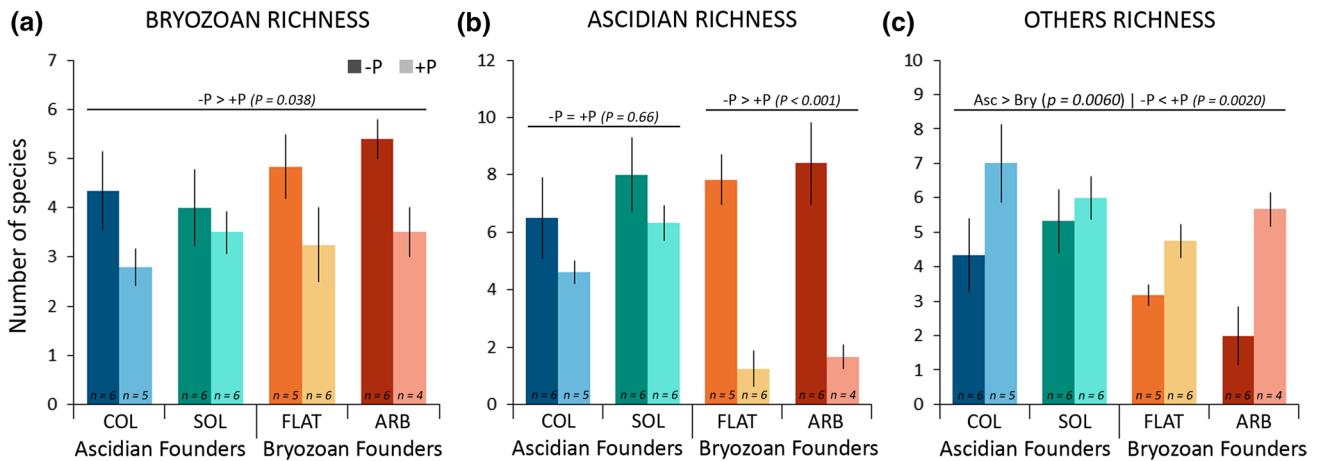 (a) BRYOZOAN RICHNESS
Number of species
7
6
5
4
3
2
1
0
-P +P
-P > +P (P = 0.038)
n = 6 n = 5 n = 6 n = 6 n = 5 n = 6 n = 6 n = 4
COL SOL FLAT ARB
Ascidian Founders Bryozoan Founders
(b) ASCIDIAN RICHNESS
12
10
8
6
4
2
0
-P = +P (P = 0.66)
-P > +P (P < 0.001)
n = 6 n = 5 n = 6 n = 6 n = 5 n = 6 n = 6 n = 4
COL SOL FLAT ARB
Ascidian Founders Bryozoan Founders
(c) OTHERS RICHNESS
10
9
8
7
6
5
4
3
2
1
0
Asc > Bry (p = 0.0060) | -P < +P (P = 0.0020)
n = 6 n = 5 n = 6 n = 6 n = 5 n = 6 n = 6 n = 4
COL SOL FLAT ARB
Ascidian Founders Bryozoan Founders